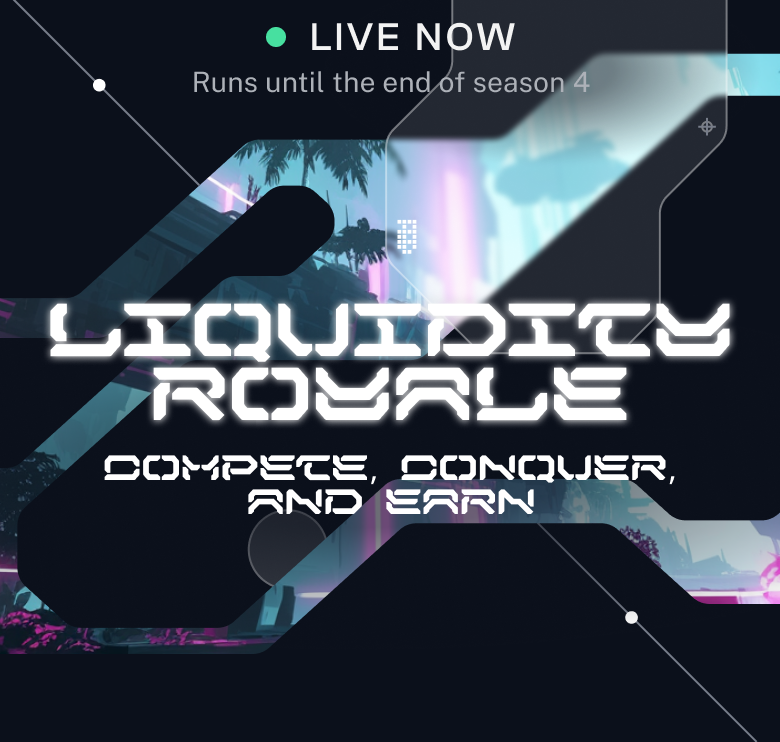 LIVE NOW
Runs until the end of season 4
LIQUIDITY
ROYALE
COMPETE, CONQUER,
AND EARN